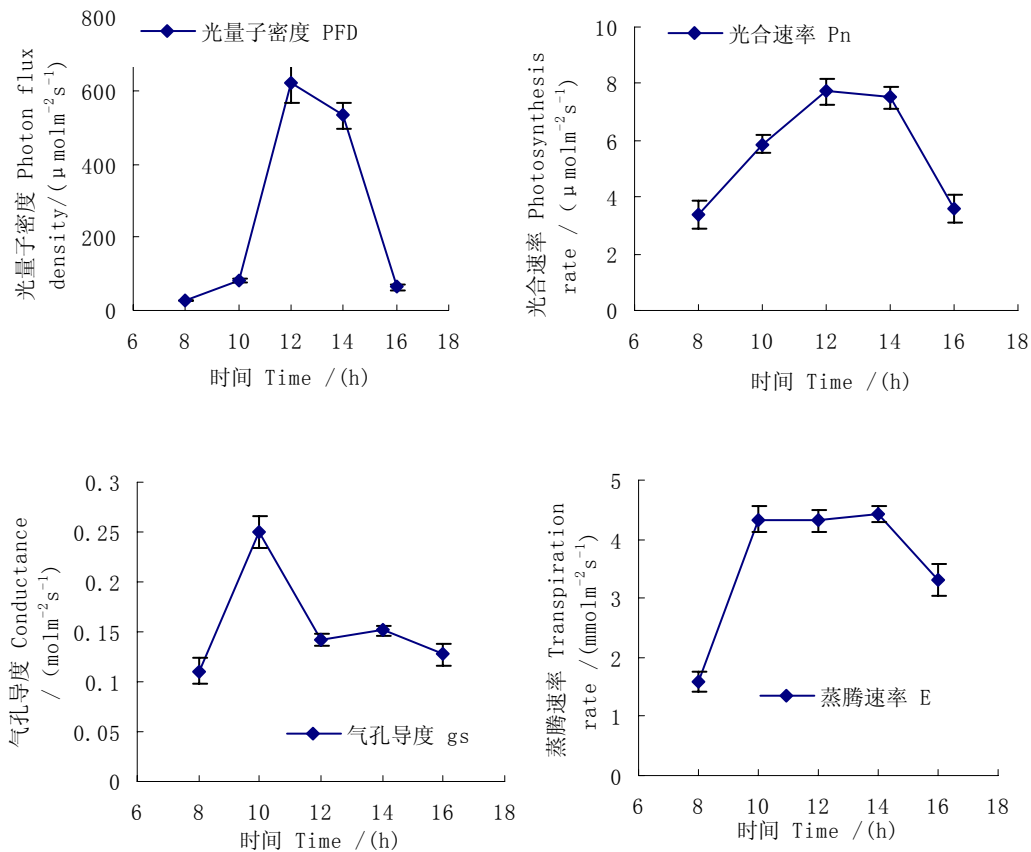 光量子密度 PFD
光量子密度 Photon flux
density/(μmolm⁻²s⁻¹)
800
600
400
200
0
6 8 10 12 14 16 18
时间 Time /(h)
光合速率 Pn
光合速率 Photosynthesis
rate / (μmolm⁻²s⁻¹)
10
8
6
4
2
0
6 8 10 12 14 16 18
时间 Time /(h)
气孔导度 Conductance
/ (molm⁻²s⁻¹)
0.3
0.25
0.2
0.15
0.1
0.05
0
气孔导度 gs
6 8 10 12 14 16 18
时间 Time /(h)
蒸腾速率 Transpiration
rate /(mmolm⁻²s⁻¹)
5
4
3
2
1
0
蒸腾速率 E
6 8 10 12 14 16 18
时间 Time /(h)